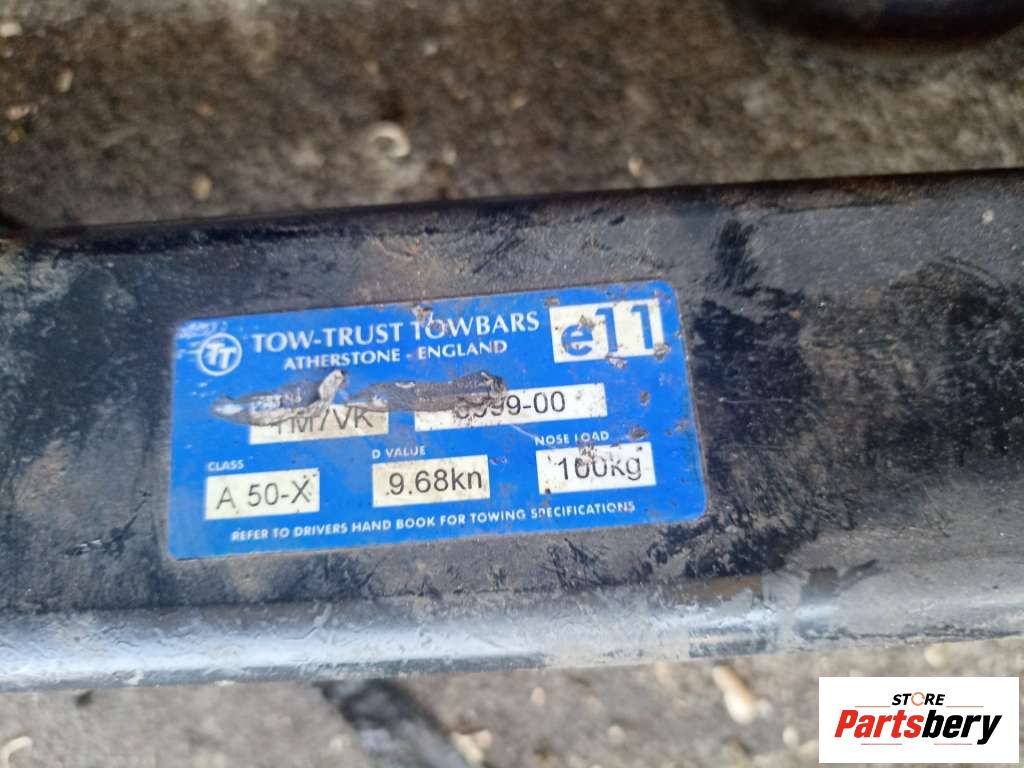 TT TOW-TRUST TOWBARS e11
ATHERSTONE - ENGLAND
CLASS D VALUE NOSE LOAD
A 50-X 9.68kn 100kg
REFER TO DRIVERS HAND BOOK FOR TOWING SPECIFICATIONS
STORE
Partsbery